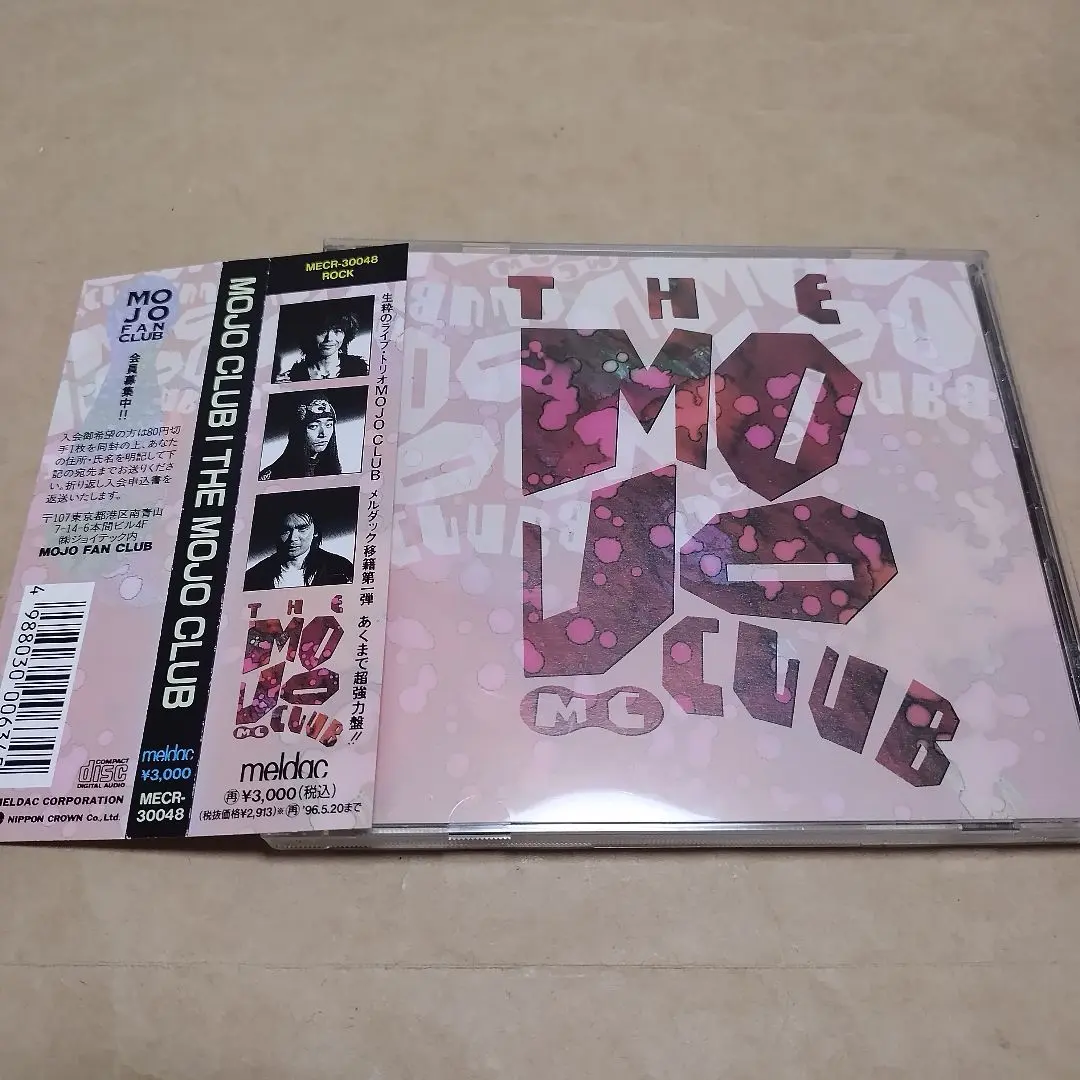 MO
JO
FAN
CLUB
会員募集中!!
入会御希望の方は80円切
手1枚を同封の上、あなた
の住所・氏名を明記して下
記の宛先までお送りくださ
い。折り返し入会申込書を
返送いたします。
〒107東京都港区南青山
7-14-6本間ビル4F
㈱ジョイテック内
MOJO FAN CLUB
4 988030 00634
COMPACT
disc
DIGITAL AUDIO
MELDAC CORPORATION
NIPPON CROWN Co., Ltd.
MOJO CLUB / THE MOJO CLUB
meldac
¥3,000
MECR-
30048
MECR-30048
ROCK
生粋のライブ・トリオMOJO CLUB メルダック移籍第一弾 あくまで超強力盤!!
THE
MO
JO
CLUB
MC
meldac
再¥3,000(税込)
(税抜価格¥2,913)※再'96.5.20まで
THE
MO
JO
CLUB
MC